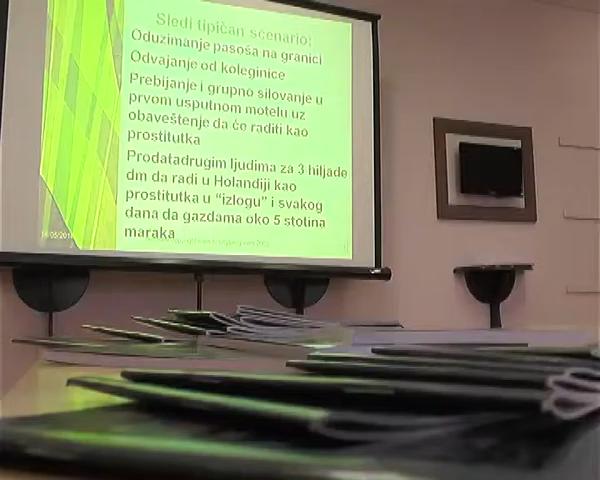 Sledi tipičan scenario:
Oduzimanje pasoša na granici
Odvajanje od koleginice
Prebijanje i grupno silovanje u
prvom usputnom motelu uz
obaveštenje da će raditi kao
prostitutka
Prodatadrugim ljudima za 3 hiljade
dm da radi u Holandiji kao
prostitutka u "izlogu" i svakog
dana da gazdama oko 5 stotina
maraka